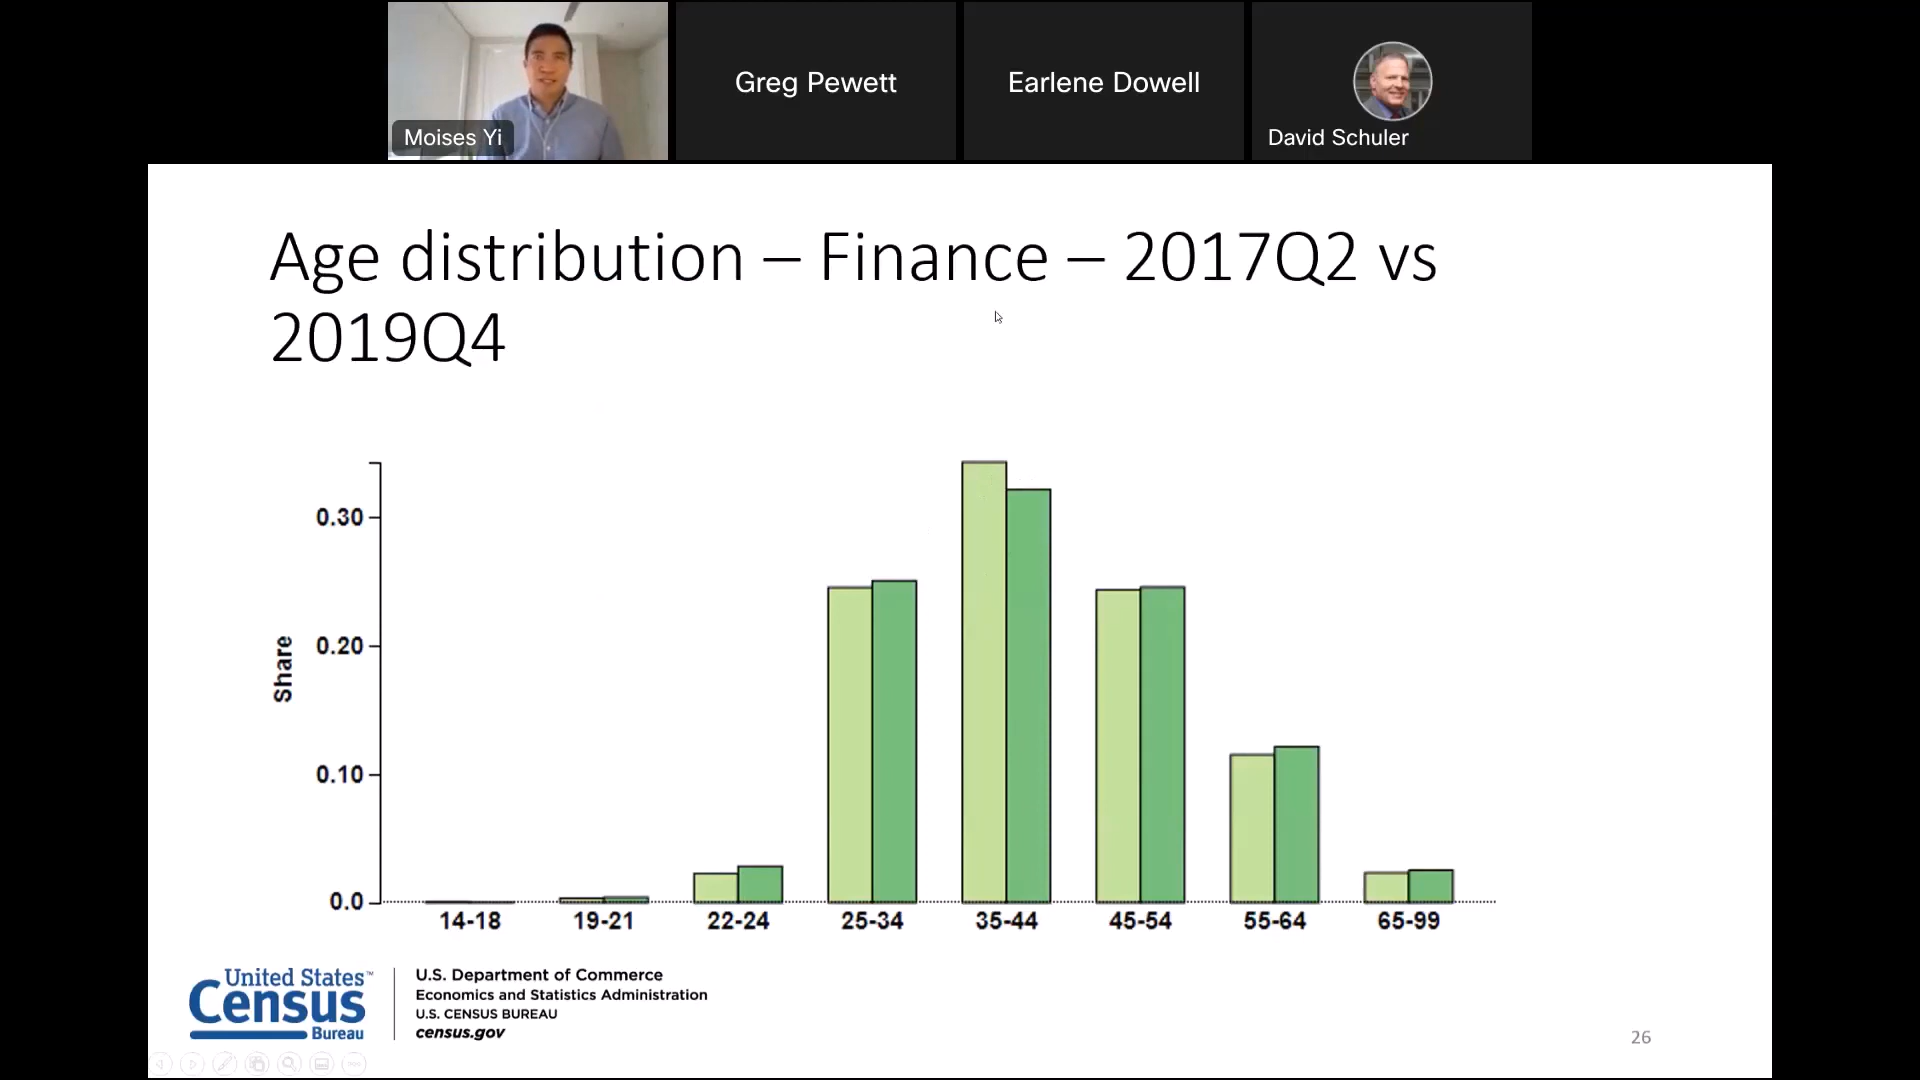 Moises Yi
Greg Pewett
Earlene Dowell
David Schuler
Age distribution – Finance – 2017Q2 vs
2019Q4
Share
0.30
0.20
0.10
0.0
14-18 19-21 22-24 25-34 35-44 45-54 55-64 65-99
United States™
Census
Bureau
U.S. Department of Commerce
Economics and Statistics Administration
U.S. CENSUS BUREAU
census.gov
26